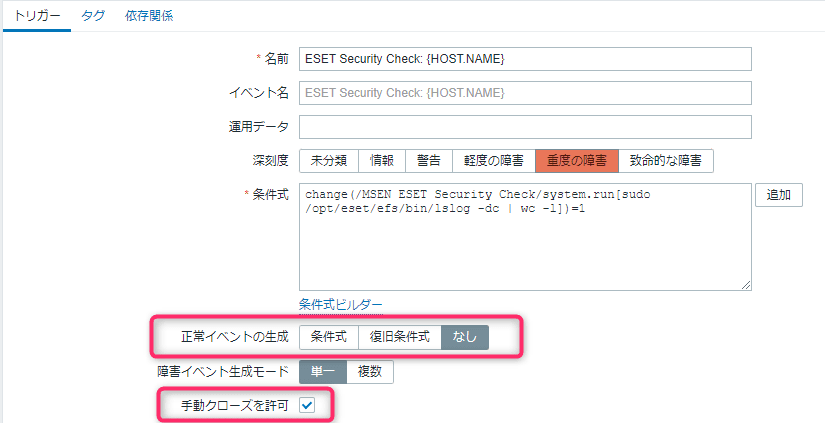 トリガー タグ 依存関係
* 名前 ESET Security Check: {HOST.NAME}
イベント名 ESET Security Check: {HOST.NAME}
運用データ
深刻度 未分類 情報 警告 軽度の障害 重度の障害 致命的な障害
* 条件式 change(/MSEN ESET Security Check/system.run[sudo 追加
/opt/eset/efs/bin/lslog -dc | wc -l])=1
条件式ビルダー
正常イベントの生成 条件式 復旧条件式 なし
障害イベント生成モード 単一 複数
手動クローズを許可